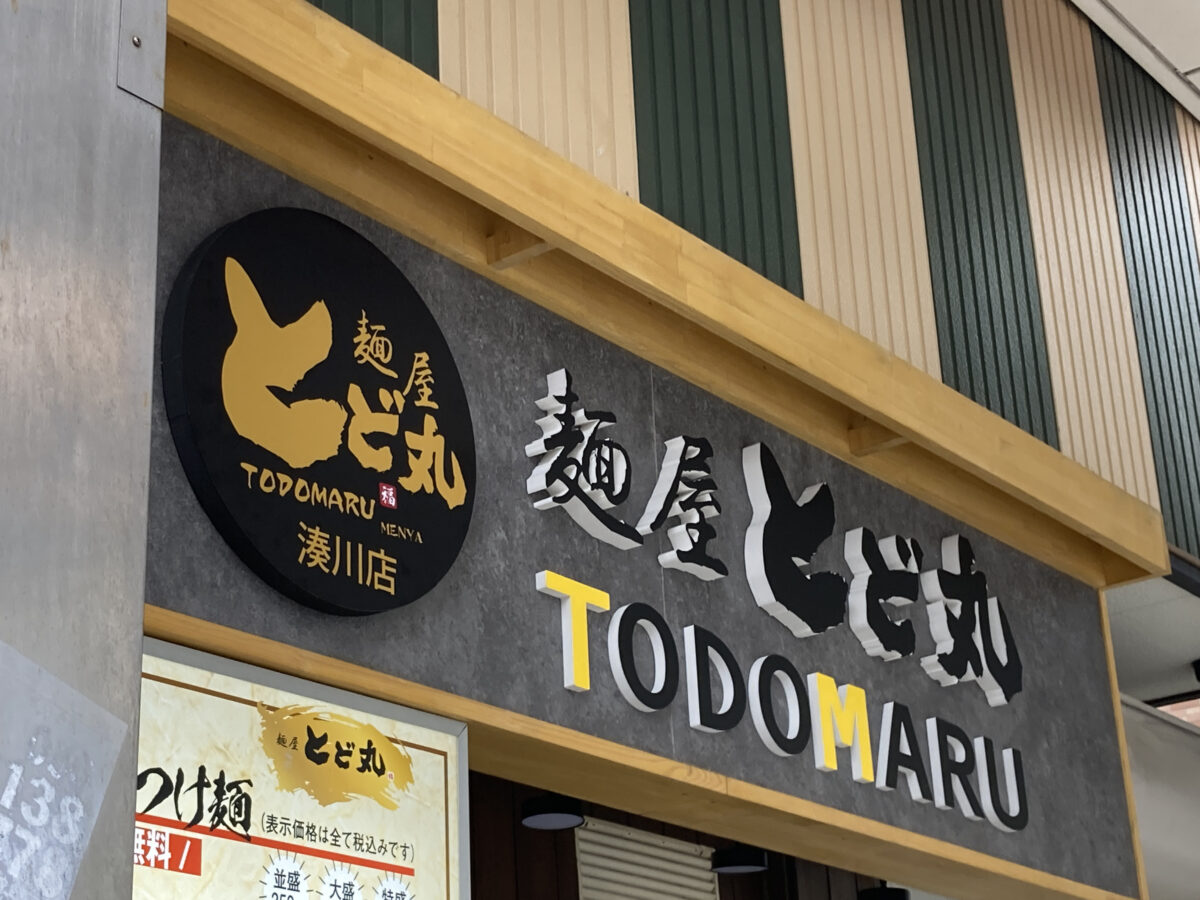 麺屋
とど丸
TODOMARU
福
MENYA
湊川店
麺屋とど丸
TODOMARU
麺屋とど丸
つけ麺
(表示価格は全て税込みです)
無料!
並盛
大盛
特盛
138